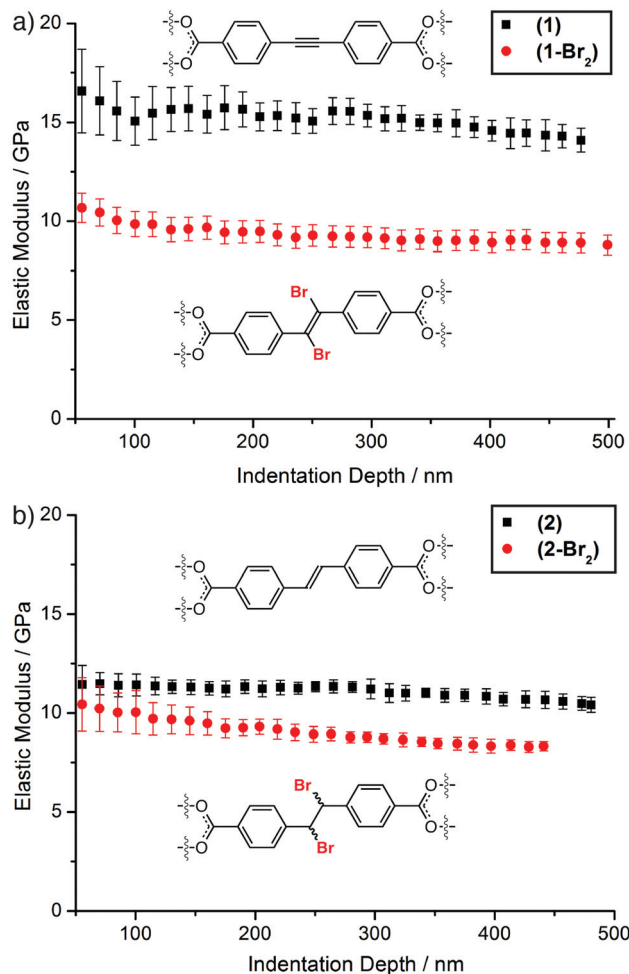 a)
O
O
O
O
(1)
(1-Br2)
20
15
10
5
0
Elastic Modulus / GPa
Br
Br
O
O
O
O
100
200
300
400
500
Indentation Depth / nm
b)
(2)
(2-Br2)
20
15
10
5
0
Elastic Modulus / GPa
O
O
O
O
Br
Br
O
O
O
O
100
200
300
400
500
Indentation Depth / nm